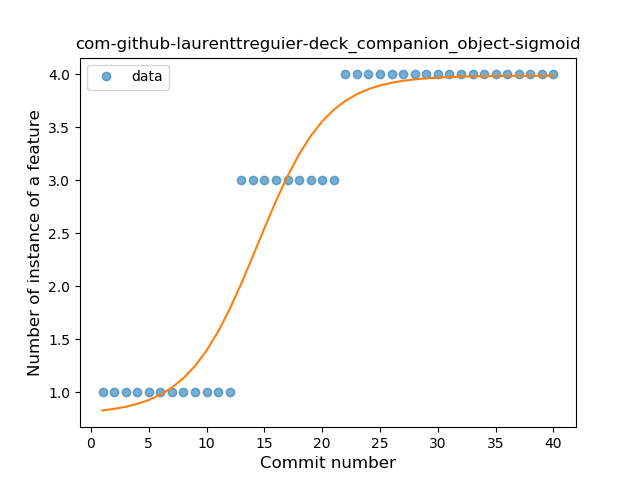 com-github-laurenttreguier-deck_companion_object-sigmoid
data
Number of instance of a feature
4.0
3.5
3.0
2.5
2.0
1.5
1.0
0 5 10 15 20 25 30 35 40
Commit number